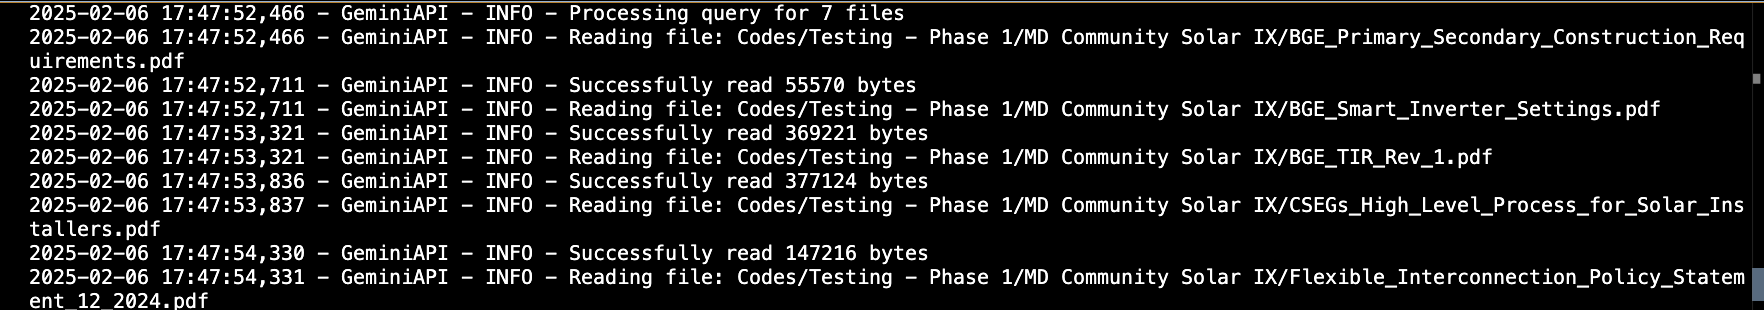 2025-02-06 17:47:52,466 - GeminiAPI - INFO - Processing query for 7 files
2025-02-06 17:47:52,466 - GeminiAPI - INFO - Reading file: Codes/Testing - Phase 1/MD Community Solar IX/BGE_Primary_Secondary_Construction_Req
uirements.pdf
2025-02-06 17:47:52,711 - GeminiAPI - INFO - Successfully read 55570 bytes
2025-02-06 17:47:52,711 - GeminiAPI - INFO - Reading file: Codes/Testing - Phase 1/MD Community Solar IX/BGE_Smart_Inverter_Settings.pdf
2025-02-06 17:47:53,321 - GeminiAPI - INFO - Successfully read 369221 bytes
2025-02-06 17:47:53,321 - GeminiAPI - INFO - Reading file: Codes/Testing - Phase 1/MD Community Solar IX/BGE_TIR_Rev_1.pdf
2025-02-06 17:47:53,836 - GeminiAPI - INFO - Successfully read 377124 bytes
2025-02-06 17:47:53,837 - GeminiAPI - INFO - Reading file: Codes/Testing - Phase 1/MD Community Solar IX/CSEGs_High_Level_Process_for_Solar_Ins
tallers.pdf
2025-02-06 17:47:54,330 - GeminiAPI - INFO - Successfully read 147216 bytes
2025-02-06 17:47:54,331 - GeminiAPI - INFO - Reading file: Codes/Testing - Phase 1/MD Community Solar IX/Flexible_Interconnection_Policy_Statem
ent_12_2024.pdf